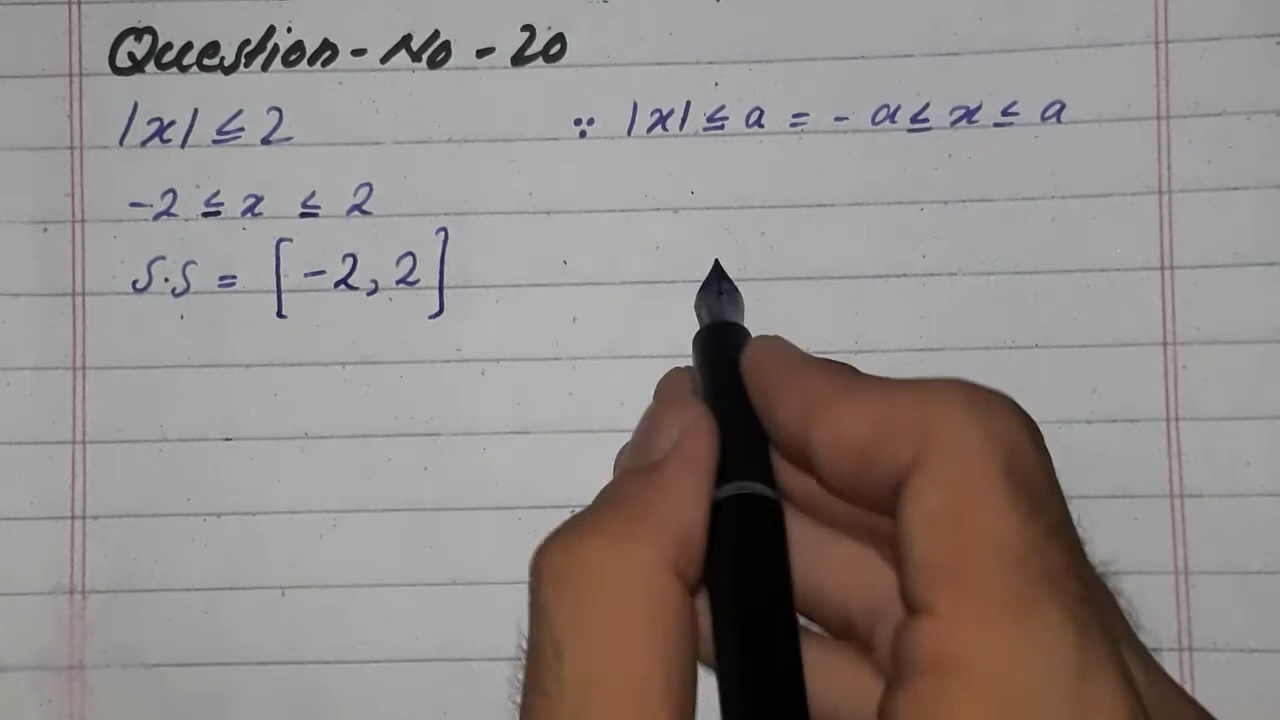 Question-No-20
|x| ≤ 2 ∵ |x| ≤ a = -a ≤ x ≤ a
-2 ≤ x ≤ 2
S.S = [-2, 2]